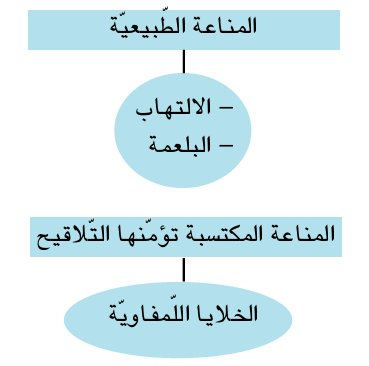 المناعة الطّبيعيّة
– الالتهاب
– البلعمة
المناعة المكتسبة تؤمّنها التّلاقيح
الخلايا اللّمفاويّة